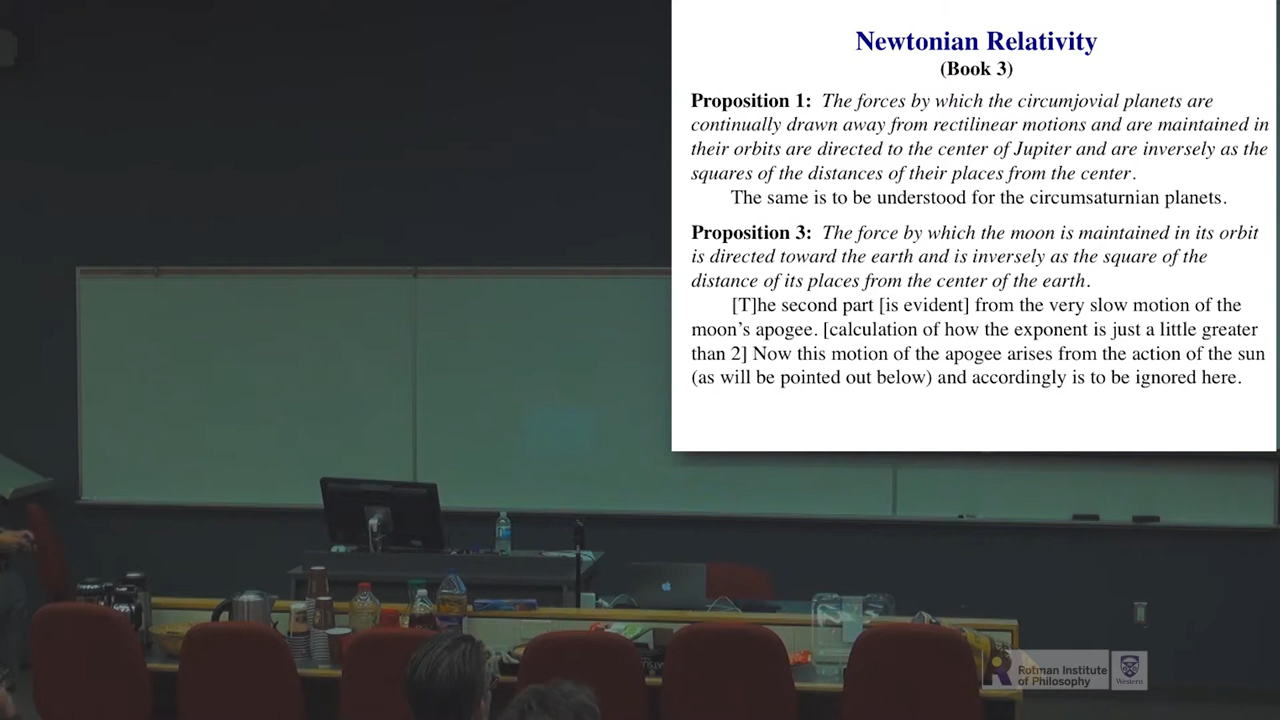 Newtonian Relativity
(Book 3)
Proposition 1: The forces by which the circumjovial planets are
continually drawn away from rectilinear motions and are maintained in
their orbits are directed to the center of Jupiter and are inversely as the
squares of the distances of their places from the center.
The same is to be understood for the circumsaturnian planets.
Proposition 3: The force by which the moon is maintained in its orbit
is directed toward the earth and is inversely as the square of the
distance of its places from the center of the earth.
[T]he second part [is evident] from the very slow motion of the
moon's apogee. [calculation of how the exponent is just a little greater
than 2] Now this motion of the apogee arises from the action of the sun
(as will be pointed out below) and accordingly is to be ignored here.
R Rotman Institute
of Philosophy
Western